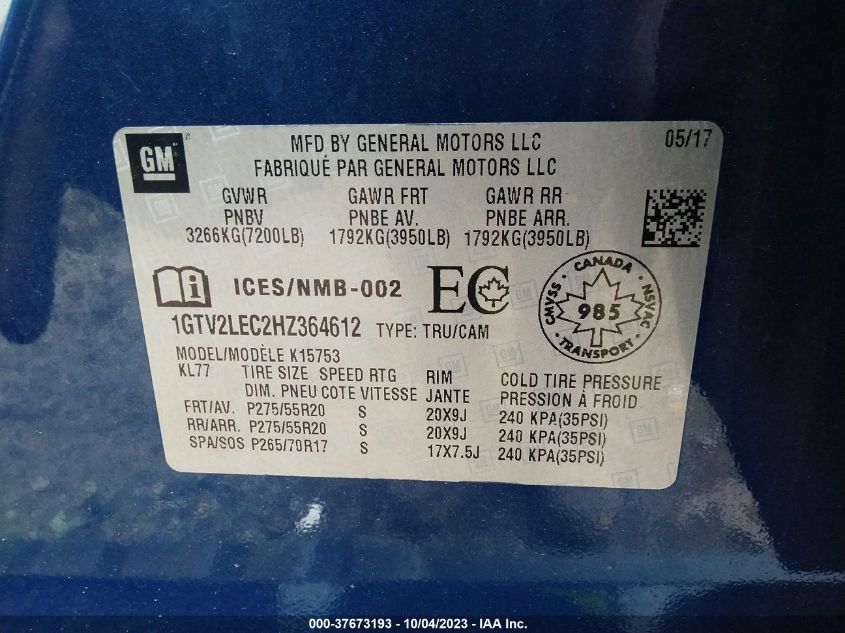 GM
MFD BY GENERAL MOTORS LLC
05/17
FABRIQUÉ PAR GENERAL MOTORS LLC
GVWR GAWR FRT GAWR RR
PNBV PNBE AV. PNBE ARR.
3266KG(7200LB) 1792KG(3950LB) 1792KG(3950LB)
ICES/NMB-002 EC
CANADA
CMVSS 985 NSVAC
TRANSPORT
1GTV2LEC2HZ364612 TYPE: TRU/CAM
MODEL/MODÈLE K15753
KL77 TIRE SIZE SPEED RTG RIM COLD TIRE PRESSURE
DIM. PNEU COTE VITESSE JANTE PRESSION À FROID
FRT/AV. P275/55R20 S 20X9J 240 KPA(35PSI)
RR/ARR. P275/55R20 S 20X9J 240 KPA(35PSI)
SPA/SOS P265/70R17 S 17X7.5J 240 KPA(35PSI)
000-37673193 - 10/04/2023 - IAA Inc.